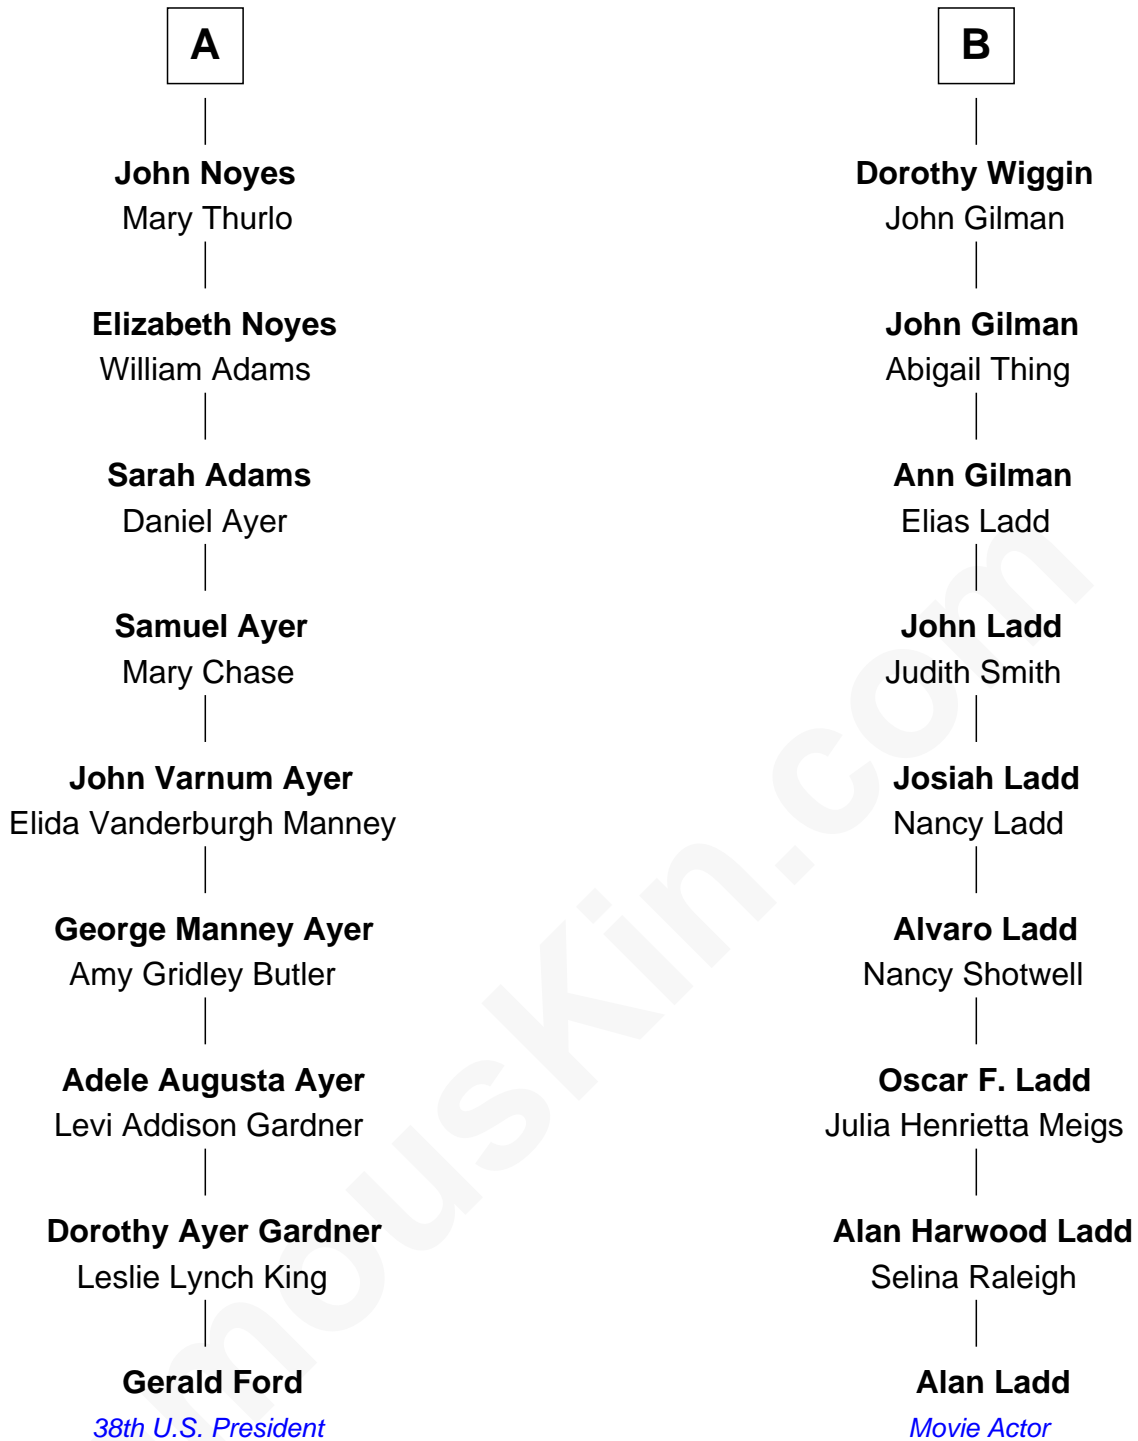 A
John Noyes
Mary Thurlo
Elizabeth Noyes
William Adams
Sarah Adams
Daniel Ayer
Samuel Ayer
Mary Chase
John Varnum Ayer
Elida Vanderburgh Manney
George Manney Ayer
Amy Gridley Butler
Adele Augusta Ayer
Levi Addison Gardner
Dorothy Ayer Gardner
Leslie Lynch King
Gerald Ford
38th U.S. President
B
Dorothy Wiggin
John Gilman
John Gilman
Abigail Thing
Ann Gilman
Elias Ladd
John Ladd
Judith Smith
Josiah Ladd
Nancy Ladd
Alvaro Ladd
Nancy Shotwell
Oscar F. Ladd
Julia Henrietta Meigs
Alan Harwood Ladd
Selina Raleigh
Alan Ladd
Movie Actor
mousKin.com